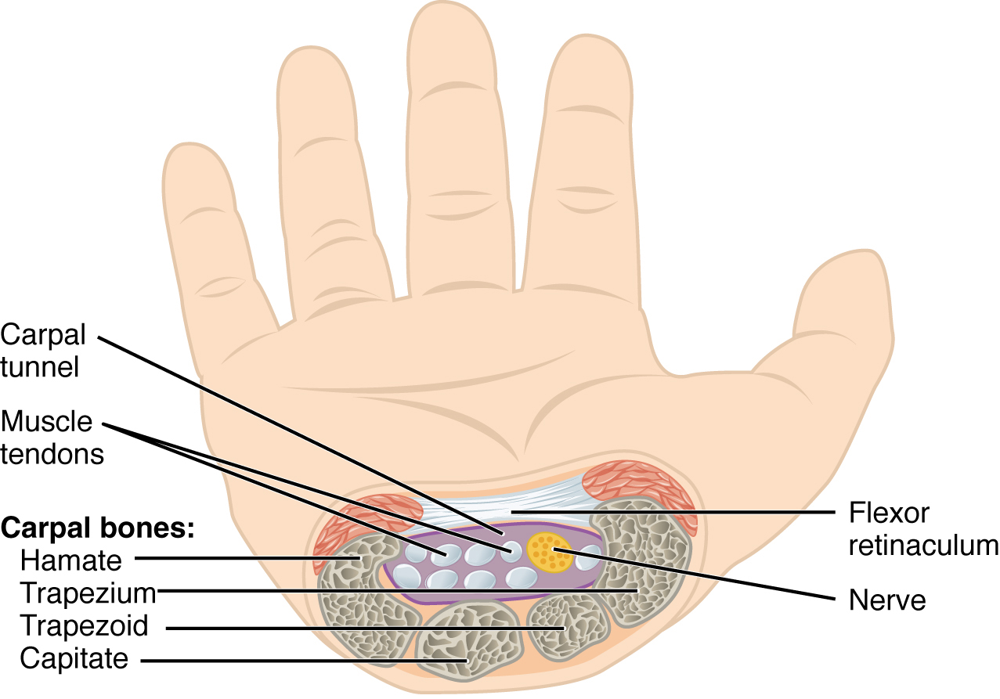 Carpal
tunnel
Muscle
tendons
Carpal bones:
Hamate
Trapezium
Trapezoid
Capitate
Flexor
retinaculum
Nerve